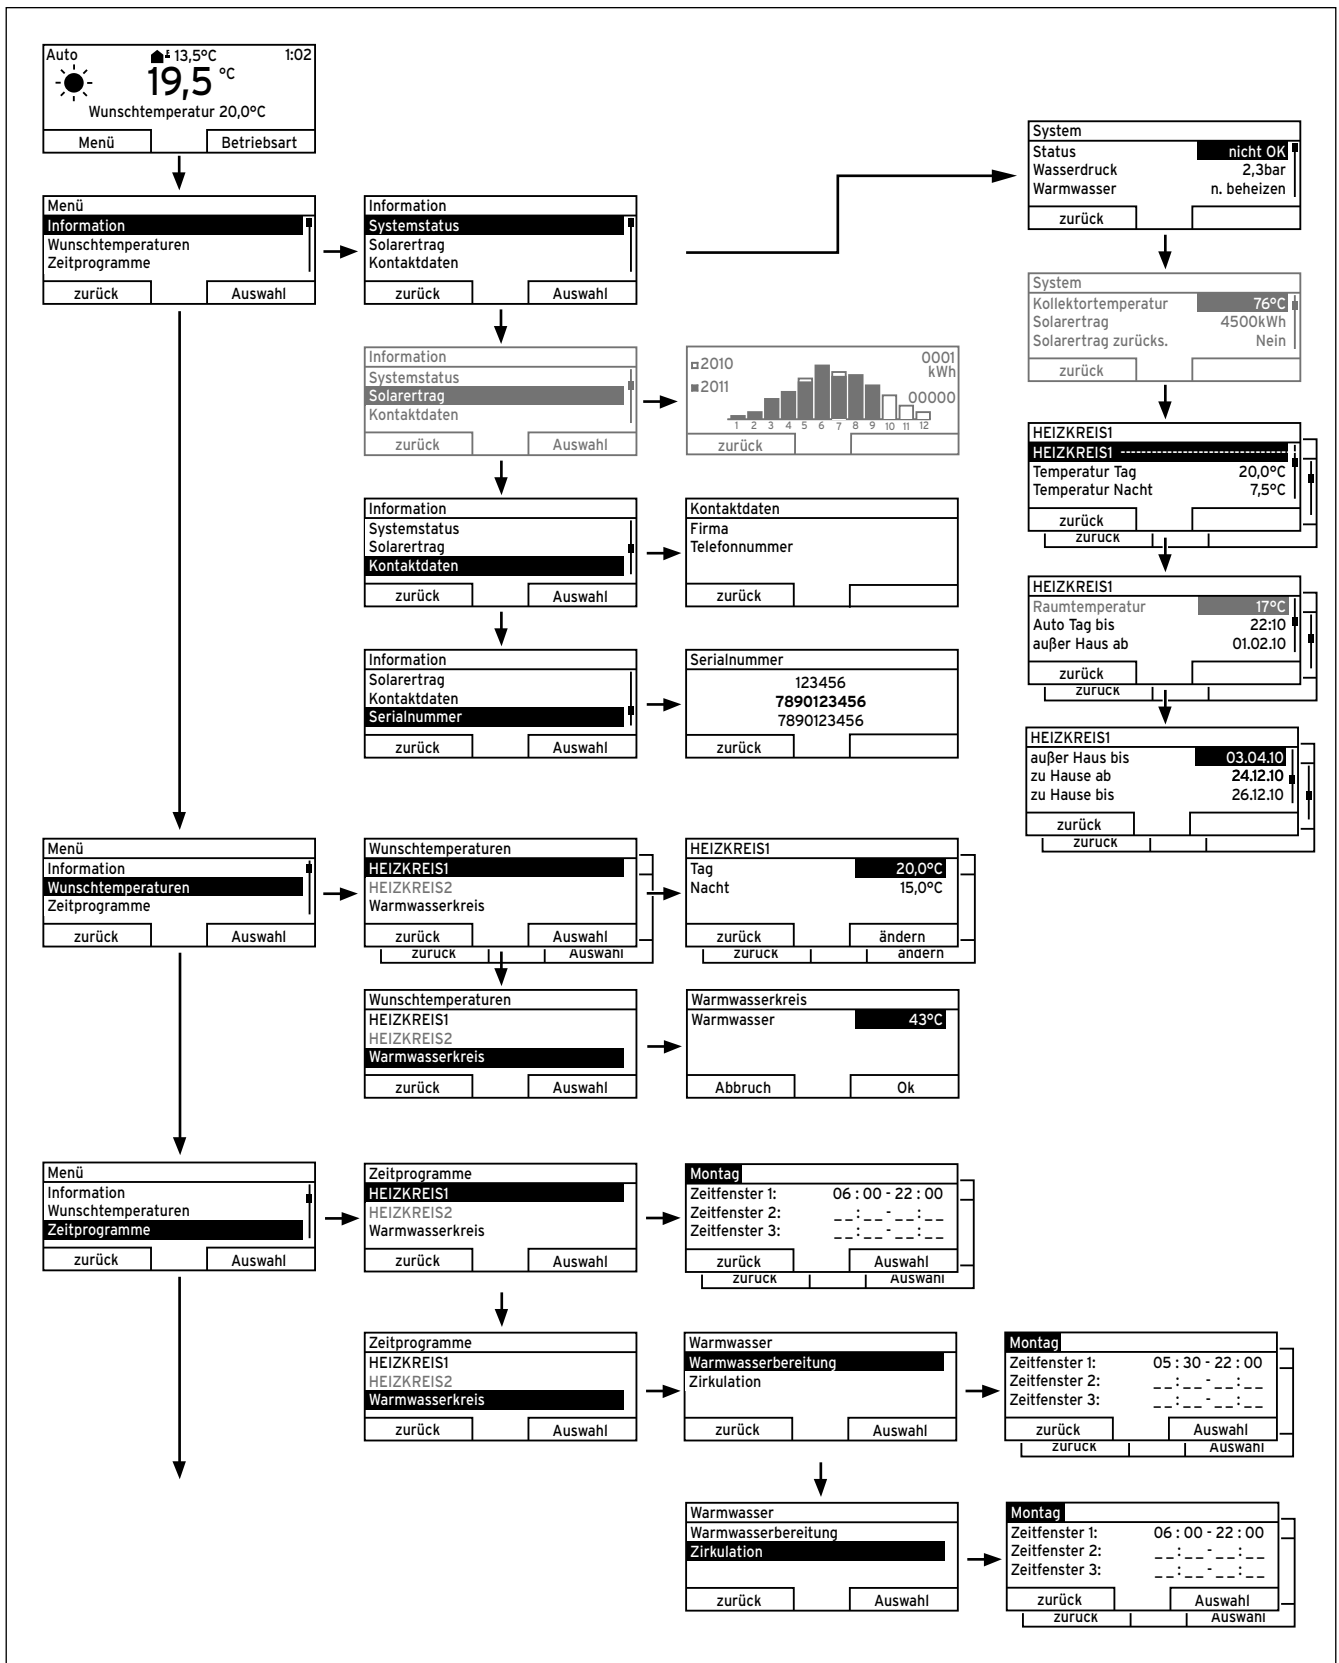 Auto 13,5°C 1:02
19,5 °C
Wunschtemperatur 20,0°C
Menü Betriebsart
Menü
Information
Wunschtemperaturen
Zeitprogramme
zurück Auswahl
Information
Systemstatus
Solarertrag
Kontaktdaten
zurück Auswahl
System
Status nicht OK
Wasserdruck 2,3bar
Warmwasser n. beheizen
zurück
System
Kollektortemperatur 76°C
Solarertrag 4500kWh
Solarertrag zurücks. Nein
zurück
HEIZKREIS1
HEIZKREIS1 --------------------------------
Temperatur Tag 20,0°C
Temperatur Nacht 7,5°C
zurück
zurück
HEIZKREIS1
Raumtemperatur 17°C
Auto Tag bis 22:10
außer Haus ab 01.02.10
zurück
zurück
HEIZKREIS1
außer Haus bis 03.04.10
zu Hause ab 24.12.10
zu Hause bis 26.12.10
zurück
zurück
Information
Systemstatus
Solarertrag
Kontaktdaten
zurück Auswahl
2010 0001
kWh
2011
00000
1 2 3 4 5 6 7 8 9 10 11 12
zurück
Information
Systemstatus
Solarertrag
Kontaktdaten
zurück Auswahl
Kontaktdaten
Firma
Telefonnummer
zurück
Information
Solarertrag
Kontaktdaten
Serialnummer
zurück Auswahl
Serialnummer
123456
7890123456
7890123456
zurück
Menü
Information
Wunschtemperaturen
Zeitprogramme
zurück Auswahl
Wunschtemperaturen
HEIZKREIS1
HEIZKREIS2
Warmwasserkreis
zurück Auswahl
zurück Auswahl
HEIZKREIS1
Tag 20,0°C
Nacht 15,0°C
zurück ändern
zurück ändern
Wunschtemperaturen
HEIZKREIS1
HEIZKREIS2
Warmwasserkreis
zurück Auswahl
Warmwasserkreis
Warmwasser 43°C
Abbruch Ok
Menü
Information
Wunschtemperaturen
Zeitprogramme
zurück Auswahl
Zeitprogramme
HEIZKREIS1
HEIZKREIS2
Warmwasserkreis
zurück Auswahl
Montag
Zeitfenster 1: 06 : 00 - 22 : 00
Zeitfenster 2: _ _ : _ _ - _ _ : _ _
Zeitfenster 3: _ _ : _ _ - _ _ : _ _
zurück Auswahl
zurück Auswahl
Zeitprogramme
HEIZKREIS1
HEIZKREIS2
Warmwasserkreis
zurück Auswahl
Warmwasser
Warmwasserbereitung
Zirkulation
zurück Auswahl
Montag
Zeitfenster 1: 05 : 30 - 22 : 00
Zeitfenster 2: _ _ : _ _ - _ _ : _ _
Zeitfenster 3: _ _ : _ _ - _ _ : _ _
zurück Auswahl
zurück Auswahl
Warmwasser
Warmwasserbereitung
Zirkulation
zurück Auswahl
Montag
Zeitfenster 1: 06 : 00 - 22 : 00
Zeitfenster 2: _ _ : _ _ - _ _ : _ _
Zeitfenster 3: _ _ : _ _ - _ _ : _ _
zurück Auswahl
zurück Auswahl